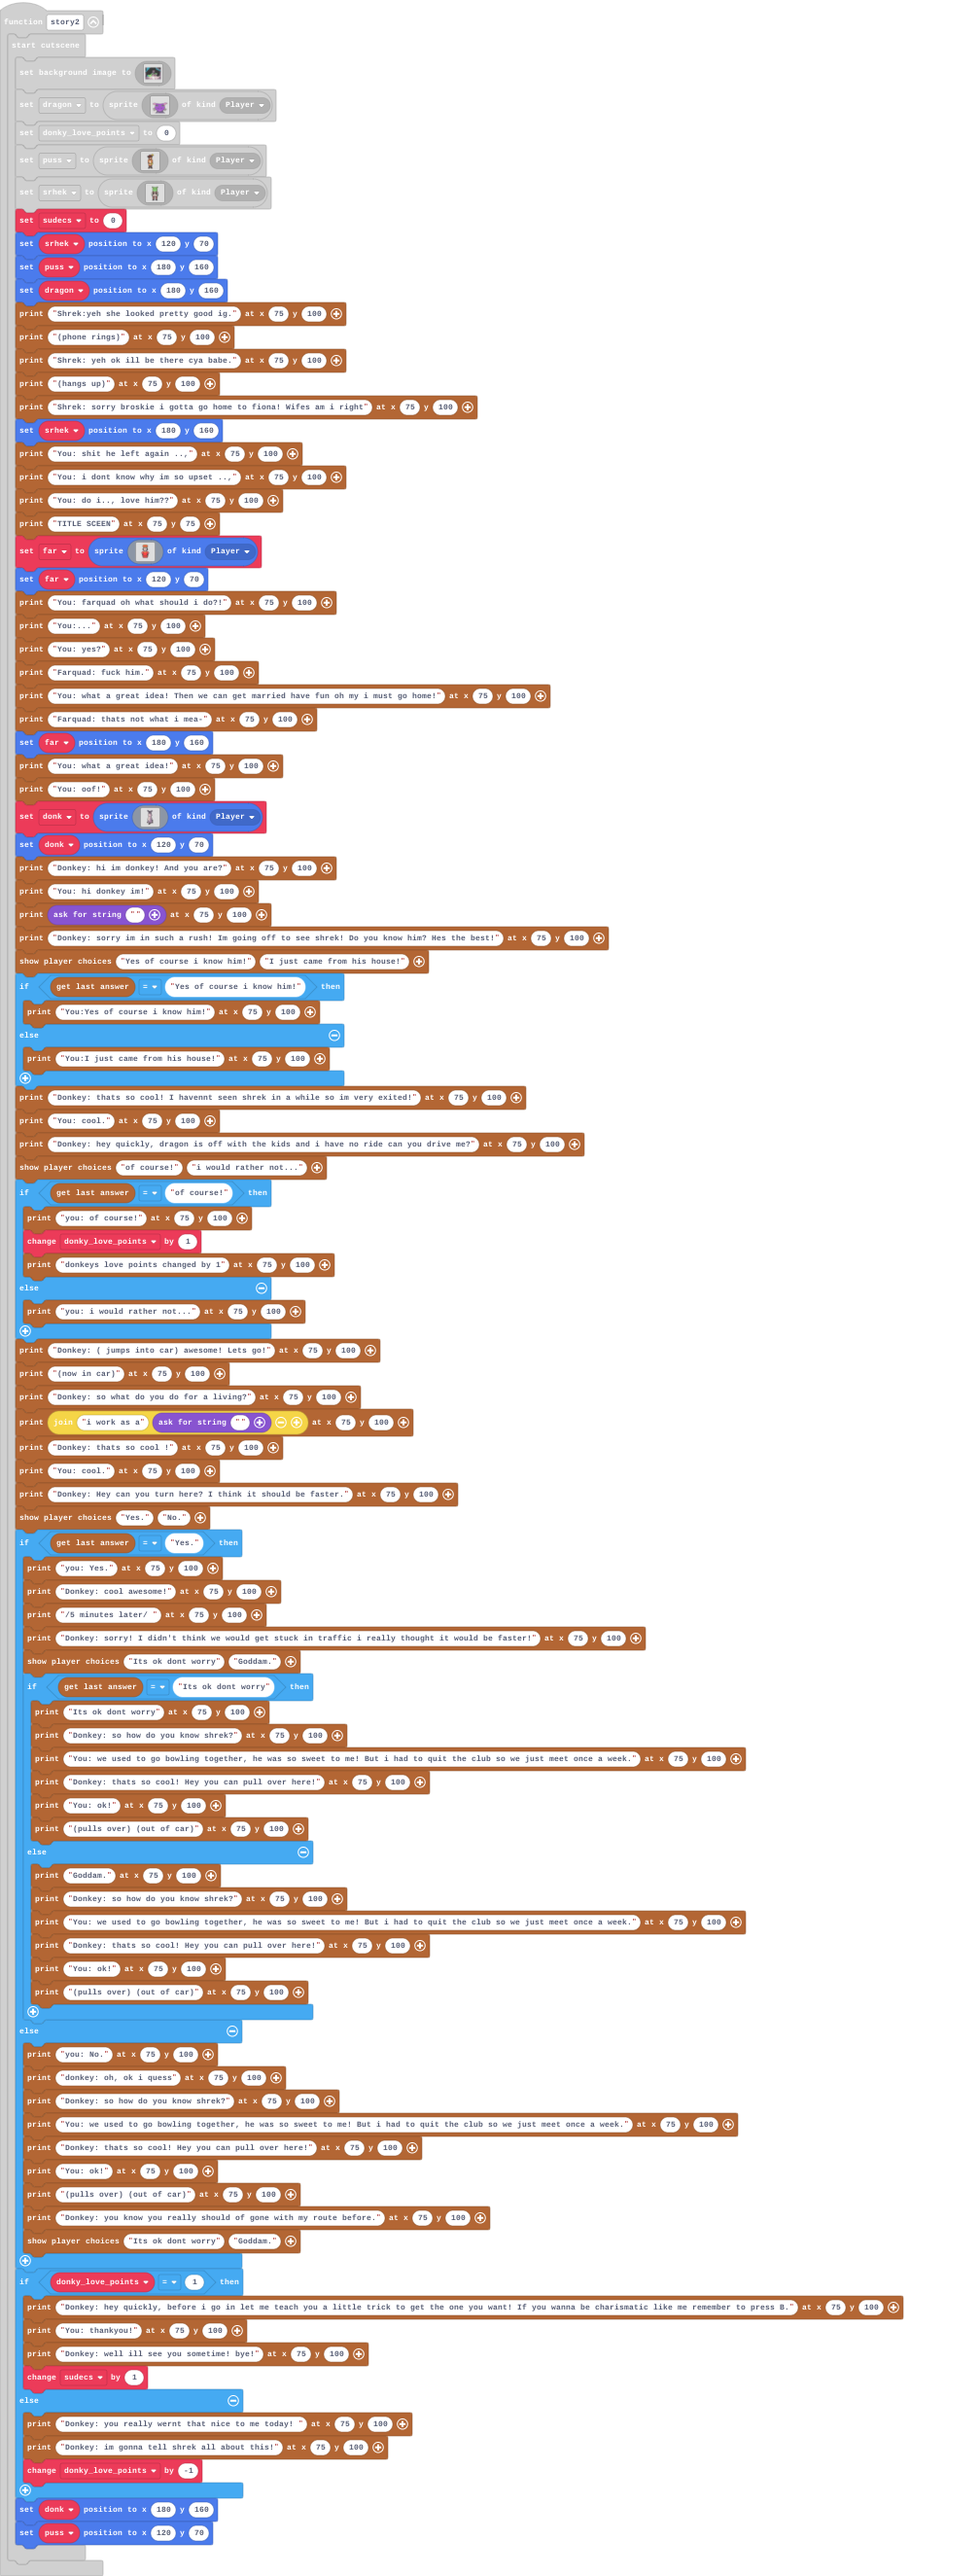 function story2
start cutscene
set background image to
set dragon to sprite of kind Player
set donky_love_points to 0
set puss to sprite of kind Player
set srhek to sprite of kind Player
set sudecs to 0
set srhek position to x 120 y 70
set puss position to x 180 y 160
set dragon position to x 180 y 160
print "Shrek:yeh she looked pretty good ig." at x 75 y 100
print "(phone rings)" at x 75 y 100
print "Shrek: yeh ok ill be there cya babe." at x 75 y 100
print "(hangs up)" at x 75 y 100
print "Shrek: sorry broskie i gotta go home to fiona! Wifes am i right" at x 75 y 100
set srhek position to x 180 y 160
print "You: shit he left again ..," at x 75 y 100
print "You: i dont know why im so upset ..," at x 75 y 100
print "You: do i.., love him??" at x 75 y 100
print "TITLE SCEEN" at x 75 y 75
set far to sprite of kind Player
set far position to x 120 y 70
print "You: farquad oh what should i do?!" at x 75 y 100
print "You:..." at x 75 y 100
print "You: yes?" at x 75 y 100
print "Farquad: fuck him." at x 75 y 100
print "You: what a great idea! Then we can get married have fun oh my i must go home!" at x 75 y 100
print "Farquad: thats not what i mea-" at x 75 y 100
set far position to x 180 y 160
print "You: what a great idea!" at x 75 y 100
print "You: oof!" at x 75 y 100
set donk to sprite of kind Player
set donk position to x 120 y 70
print "Donkey: hi im donkey! And you are?" at x 75 y 100
print "You: hi donkey im!" at x 75 y 100
print ask for string "" at x 75 y 100
print "Donkey: sorry im in such a rush! Im going off to see shrek! Do you know him? Hes the best!" at x 75 y 100
show player choices "Yes of course i know him!" "I just came from his house!"
if get last answer = "Yes of course i know him!" then
print "You:Yes of course i know him!" at x 75 y 100
else
print "You:I just came from his house!" at x 75 y 100
print "Donkey: thats so cool! I havennt seen shrek in a while so im very exited!" at x 75 y 100
print "You: cool." at x 75 y 100
print "Donkey: hey quickly, dragon is off with the kids and i have no ride can you drive me?" at x 75 y 100
show player choices "of course!" "i would rather not..."
if get last answer = "of course!" then
print "you: of course!" at x 75 y 100
change donky_love_points by 1
print "donkeys love points changed by 1" at x 75 y 100
else
print "you: i would rather not..." at x 75 y 100
print "Donkey: ( jumps into car) awesome! Lets go!" at x 75 y 100
print "(now in car)" at x 75 y 100
print "Donkey: so what do you do for a living?" at x 75 y 100
print join "i work as a" ask for string "" at x 75 y 100
print "Donkey: thats so cool !" at x 75 y 100
print "You: cool." at x 75 y 100
print "Donkey: Hey can you turn here? I think it should be faster." at x 75 y 100
show player choices "Yes." "No."
if get last answer = "Yes." then
print "you: Yes." at x 75 y 100
print "Donkey: cool awesome!" at x 75 y 100
print "/5 minutes later/ " at x 75 y 100
print "Donkey: sorry! I didn't think we would get stuck in traffic i really thought it would be faster!" at x 75 y 100
show player choices "Its ok dont worry" "Goddam."
if get last answer = "Its ok dont worry" then
print "Its ok dont worry" at x 75 y 100
print "Donkey: so how do you know shrek?" at x 75 y 100
print "You: we used to go bowling together, he was so sweet to me! But i had to quit the club so we just meet once a week." at x 75 y 100
print "Donkey: thats so cool! Hey you can pull over here!" at x 75 y 100
print "You: ok!" at x 75 y 100
print "(pulls over) (out of car)" at x 75 y 100
else
print "Goddam." at x 75 y 100
print "Donkey: so how do you know shrek?" at x 75 y 100
print "You: we used to go bowling together, he was so sweet to me! But i had to quit the club so we just meet once a week." at x 75 y 100
print "Donkey: thats so cool! Hey you can pull over here!" at x 75 y 100
print "You: ok!" at x 75 y 100
print "(pulls over) (out of car)" at x 75 y 100
else
print "you: No." at x 75 y 100
print "donkey: oh, ok i quess" at x 75 y 100
print "Donkey: so how do you know shrek?" at x 75 y 100
print "You: we used to go bowling together, he was so sweet to me! But i had to quit the club so we just meet once a week." at x 75 y 100
print "Donkey: thats so cool! Hey you can pull over here!" at x 75 y 100
print "You: ok!" at x 75 y 100
print "(pulls over) (out of car)" at x 75 y 100
print "Donkey: you know you really should of gone with my route before." at x 75 y 100
show player choices "Its ok dont worry" "Goddam."
if donky_love_points = 1 then
print "Donkey: hey quickly, before i go in let me teach you a little trick to get the one you want! If you wanna be charismatic like me remember to press B." at x 75 y 100
print "You: thankyou!" at x 75 y 100
print "Donkey: well ill see you sometime! bye!" at x 75 y 100
change sudecs by 1
else
print "Donkey: you really wernt that nice to me today! " at x 75 y 100
print "Donkey: im gonna tell shrek all about this!" at x 75 y 100
change donky_love_points by -1
set donk position to x 180 y 160
set puss position to x 120 y 70